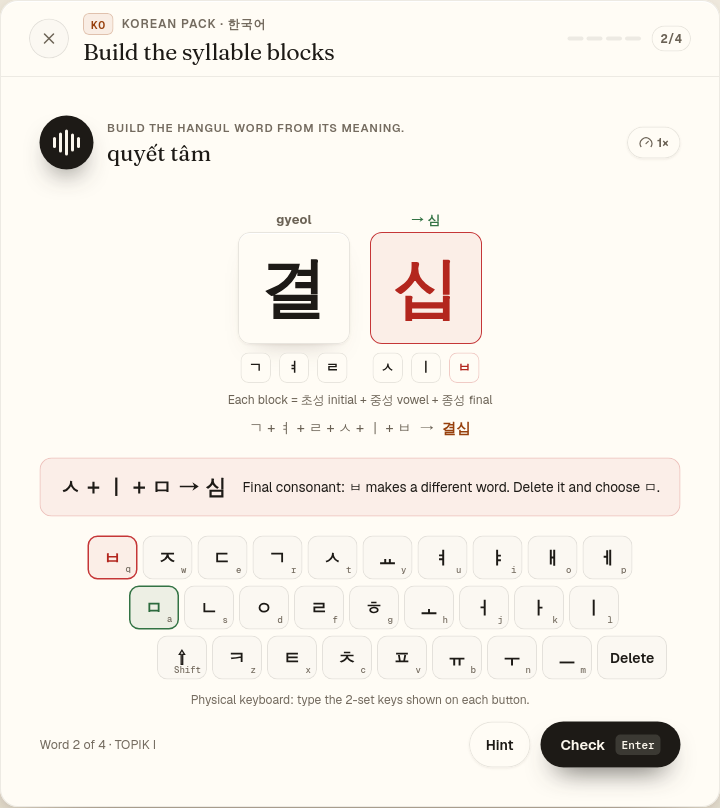 KO KOREAN PACK · 한국어
Build the syllable blocks
2/4
BUILD THE HANGUL WORD FROM ITS MEANING.
quyết tâm
1×
gyeol → 심
결 십
ㄱ ㅕ ㄹ ㅅ ㅣ ㅂ
Each block = 초성 initial + 중성 vowel + 종성 final
ㄱ + ㅕ + ㄹ + ㅅ + ㅣ + ㅂ → 결십
ㅅ + ㅣ + ㅁ → 심 Final consonant: ㅂ makes a different word. Delete it and choose ㅁ.
ㅂ q ㅈ w ㄷ e ㄱ r ㅅ t ㅛ y ㅕ u ㅑ i ㅐ o ㅔ p
ㅁ a ㄴ s ㅇ d ㄹ f ㅎ g ㅗ h ㅓ j ㅏ k ㅣ l
⇧ Shift ㅋ z ㅌ x ㅊ c ㅍ v ㅠ b ㅜ n ㅡ m Delete
Physical keyboard: type the 2-set keys shown on each button.
Word 2 of 4 · TOPIK I
Hint
Check Enter